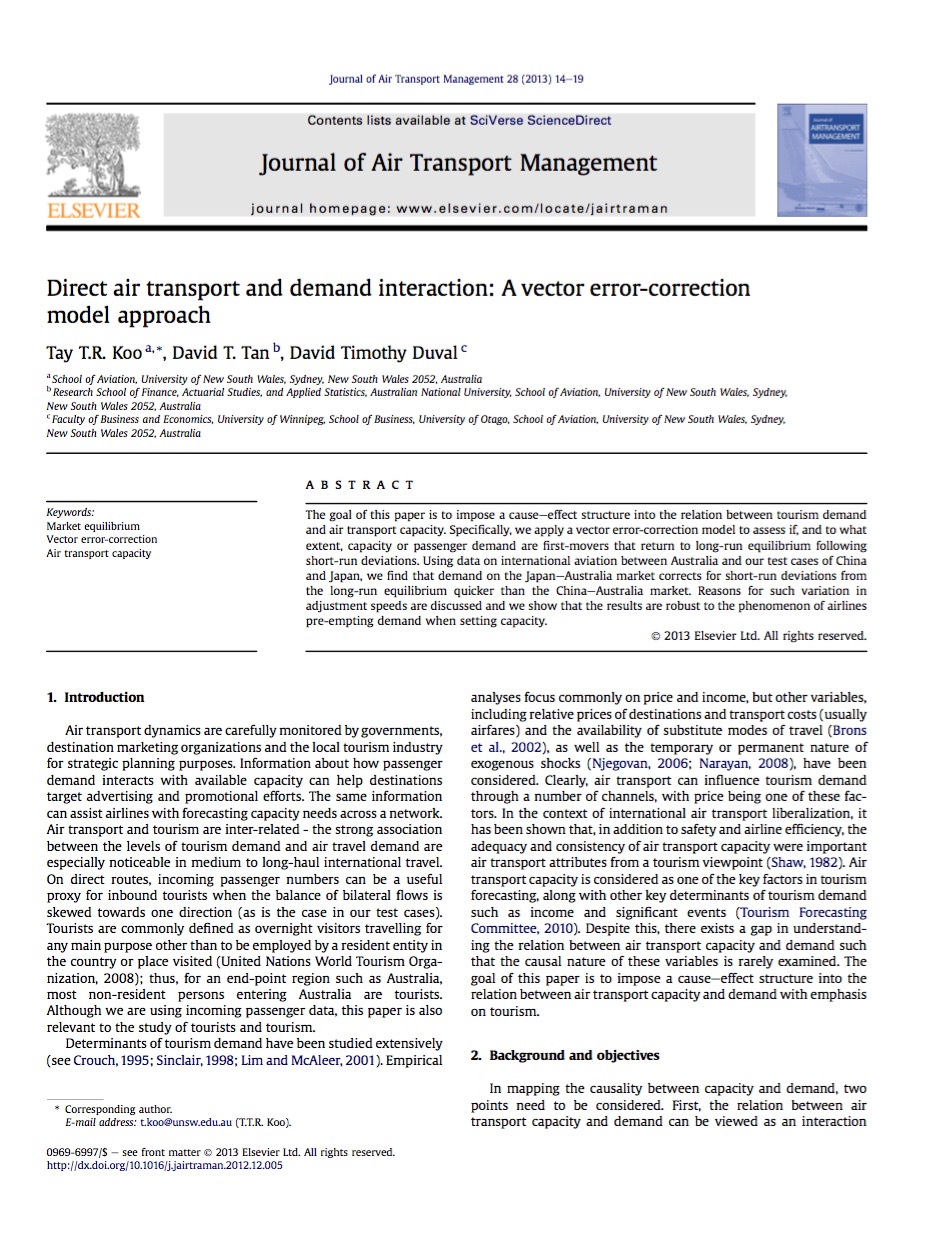 Journal of Air Transport Management 28 (2013) 14–19
Contents lists available at SciVerse ScienceDirect
Journal of Air Transport Management
journal homepage: www.elsevier.com/locate/jairtraman
ELSEVIER
Journal of
AIRTRANSPORT
MANAGEMENT
Direct air transport and demand interaction: A vector error-correction
model approach
Tay T.R. Koo a,*, David T. Tan b, David Timothy Duval c
a School of Aviation, University of New South Wales, Sydney, New South Wales 2052, Australia
b Research School of Finance, Actuarial Studies, and Applied Statistics, Australian National University, School of Aviation, University of New South Wales, Sydney,
New South Wales 2052, Australia
c Faculty of Business and Economics, University of Winnipeg, School of Business, University of Otago, School of Aviation, University of New South Wales, Sydney,
New South Wales 2052, Australia
Keywords:
Market equilibrium
Vector error-correction
Air transport capacity
A B S T R A C T
The goal of this paper is to impose a cause–effect structure into the relation between tourism demand
and air transport capacity. Specifically, we apply a vector error-correction model to assess if, and to what
extent, capacity or passenger demand are first-movers that return to long-run equilibrium following
short-run deviations. Using data on international aviation between Australia and our test cases of China
and Japan, we find that demand on the Japan–Australia market corrects for short-run deviations from
the long-run equilibrium quicker than the China–Australia market. Reasons for such variation in
adjustment speeds are discussed and we show that the results are robust to the phenomenon of airlines
pre-empting demand when setting capacity.
© 2013 Elsevier Ltd. All rights reserved.
1. Introduction
Air transport dynamics are carefully monitored by governments,
destination marketing organizations and the local tourism industry
for strategic planning purposes. Information about how passenger
demand interacts with available capacity can help destinations
target advertising and promotional efforts. The same information
can assist airlines with forecasting capacity needs across a network.
Air transport and tourism are inter-related - the strong association
between the levels of tourism demand and air travel demand are
especially noticeable in medium to long-haul international travel.
On direct routes, incoming passenger numbers can be a useful
proxy for inbound tourists when the balance of bilateral flows is
skewed towards one direction (as is the case in our test cases).
Tourists are commonly defined as overnight visitors travelling for
any main purpose other than to be employed by a resident entity in
the country or place visited (United Nations World Tourism Orga-
nization, 2008); thus, for an end-point region such as Australia,
most non-resident persons entering Australia are tourists.
Although we are using incoming passenger data, this paper is also
relevant to the study of tourists and tourism.
Determinants of tourism demand have been studied extensively
(see Crouch, 1995; Sinclair, 1998; Lim and McAleer, 2001). Empirical
* Corresponding author.
E-mail address: t.koo@unsw.edu.au (T.T.R. Koo).
analyses focus commonly on price and income, but other variables,
including relative prices of destinations and transport costs (usually
airfares) and the availability of substitute modes of travel (Brons
et al., 2002), as well as the temporary or permanent nature of
exogenous shocks (Njegovan, 2006; Narayan, 2008), have been
considered. Clearly, air transport can influence tourism demand
through a number of channels, with price being one of these fac-
tors. In the context of international air transport liberalization, it
has been shown that, in addition to safety and airline efficiency, the
adequacy and consistency of air transport capacity were important
air transport attributes from a tourism viewpoint (Shaw, 1982). Air
transport capacity is considered as one of the key factors in tourism
forecasting, along with other key determinants of tourism demand
such as income and significant events (Tourism Forecasting
Committee, 2010). Despite this, there exists a gap in understand-
ing the relation between air transport capacity and demand such
that the causal nature of these variables is rarely examined. The
goal of this paper is to impose a cause–effect structure into the
relation between air transport capacity and demand with emphasis
on tourism.
2. Background and objectives
In mapping the causality between capacity and demand, two
points need to be considered. First, the relation between air
transport capacity and demand can be viewed as an interaction
0969-6997/$ – see front matter © 2013 Elsevier Ltd. All rights reserved.
http://dx.doi.org/10.1016/j.jairtraman.2012.12.005